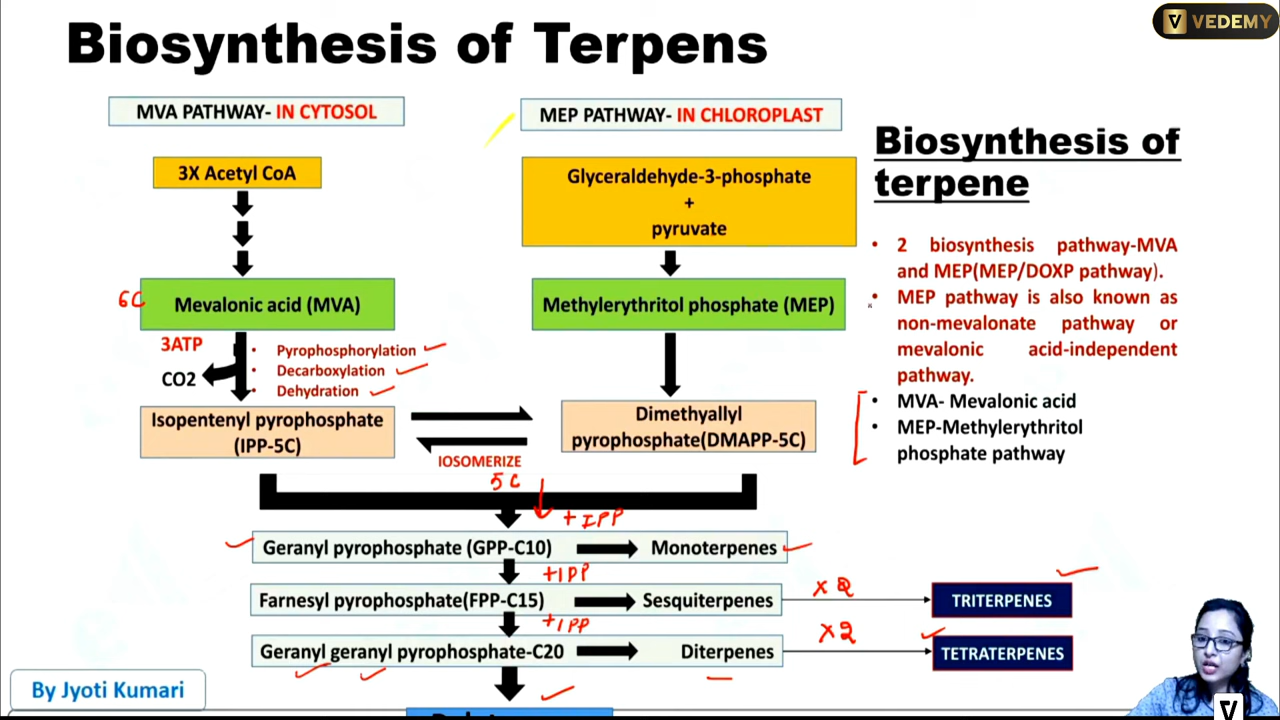 Biosynthesis of Terpens
VEDEMY
MVA PATHWAY- IN CYTOSOL
3X Acetyl CoA
6C
Mevalonic acid (MVA)
3ATP
CO2
• Pyrophosphorylation
• Decarboxylation
• Dehydration
Isopentenyl pyrophosphate
(IPP-5C)
MEP PATHWAY- IN CHLOROPLAST
Glyceraldehyde-3-phosphate
+
pyruvate
Methylerythritol phosphate (MEP)
Dimethyallyl
pyrophosphate(DMAPP-5C)
IOSOMERIZE
5C
+ IPP
Geranyl pyrophosphate (GPP-C10)
Monoterpenes
+IPP
Farnesyl pyrophosphate(FPP-C15)
Sesquiterpenes
x 2
TRITERPENES
+IPP
Geranyl geranyl pyrophosphate-C20
Diterpenes
x2
TETRATERPENES
Biosynthesis of
terpene
• 2 biosynthesis pathway-MVA
and MEP(MEP/DOXP pathway).
• MEP pathway is also known as
non-mevalonate pathway or
mevalonic acid-independent
pathway.
• MVA- Mevalonic acid
• MEP-Methylerythritol
phosphate pathway
By Jyoti Kumari